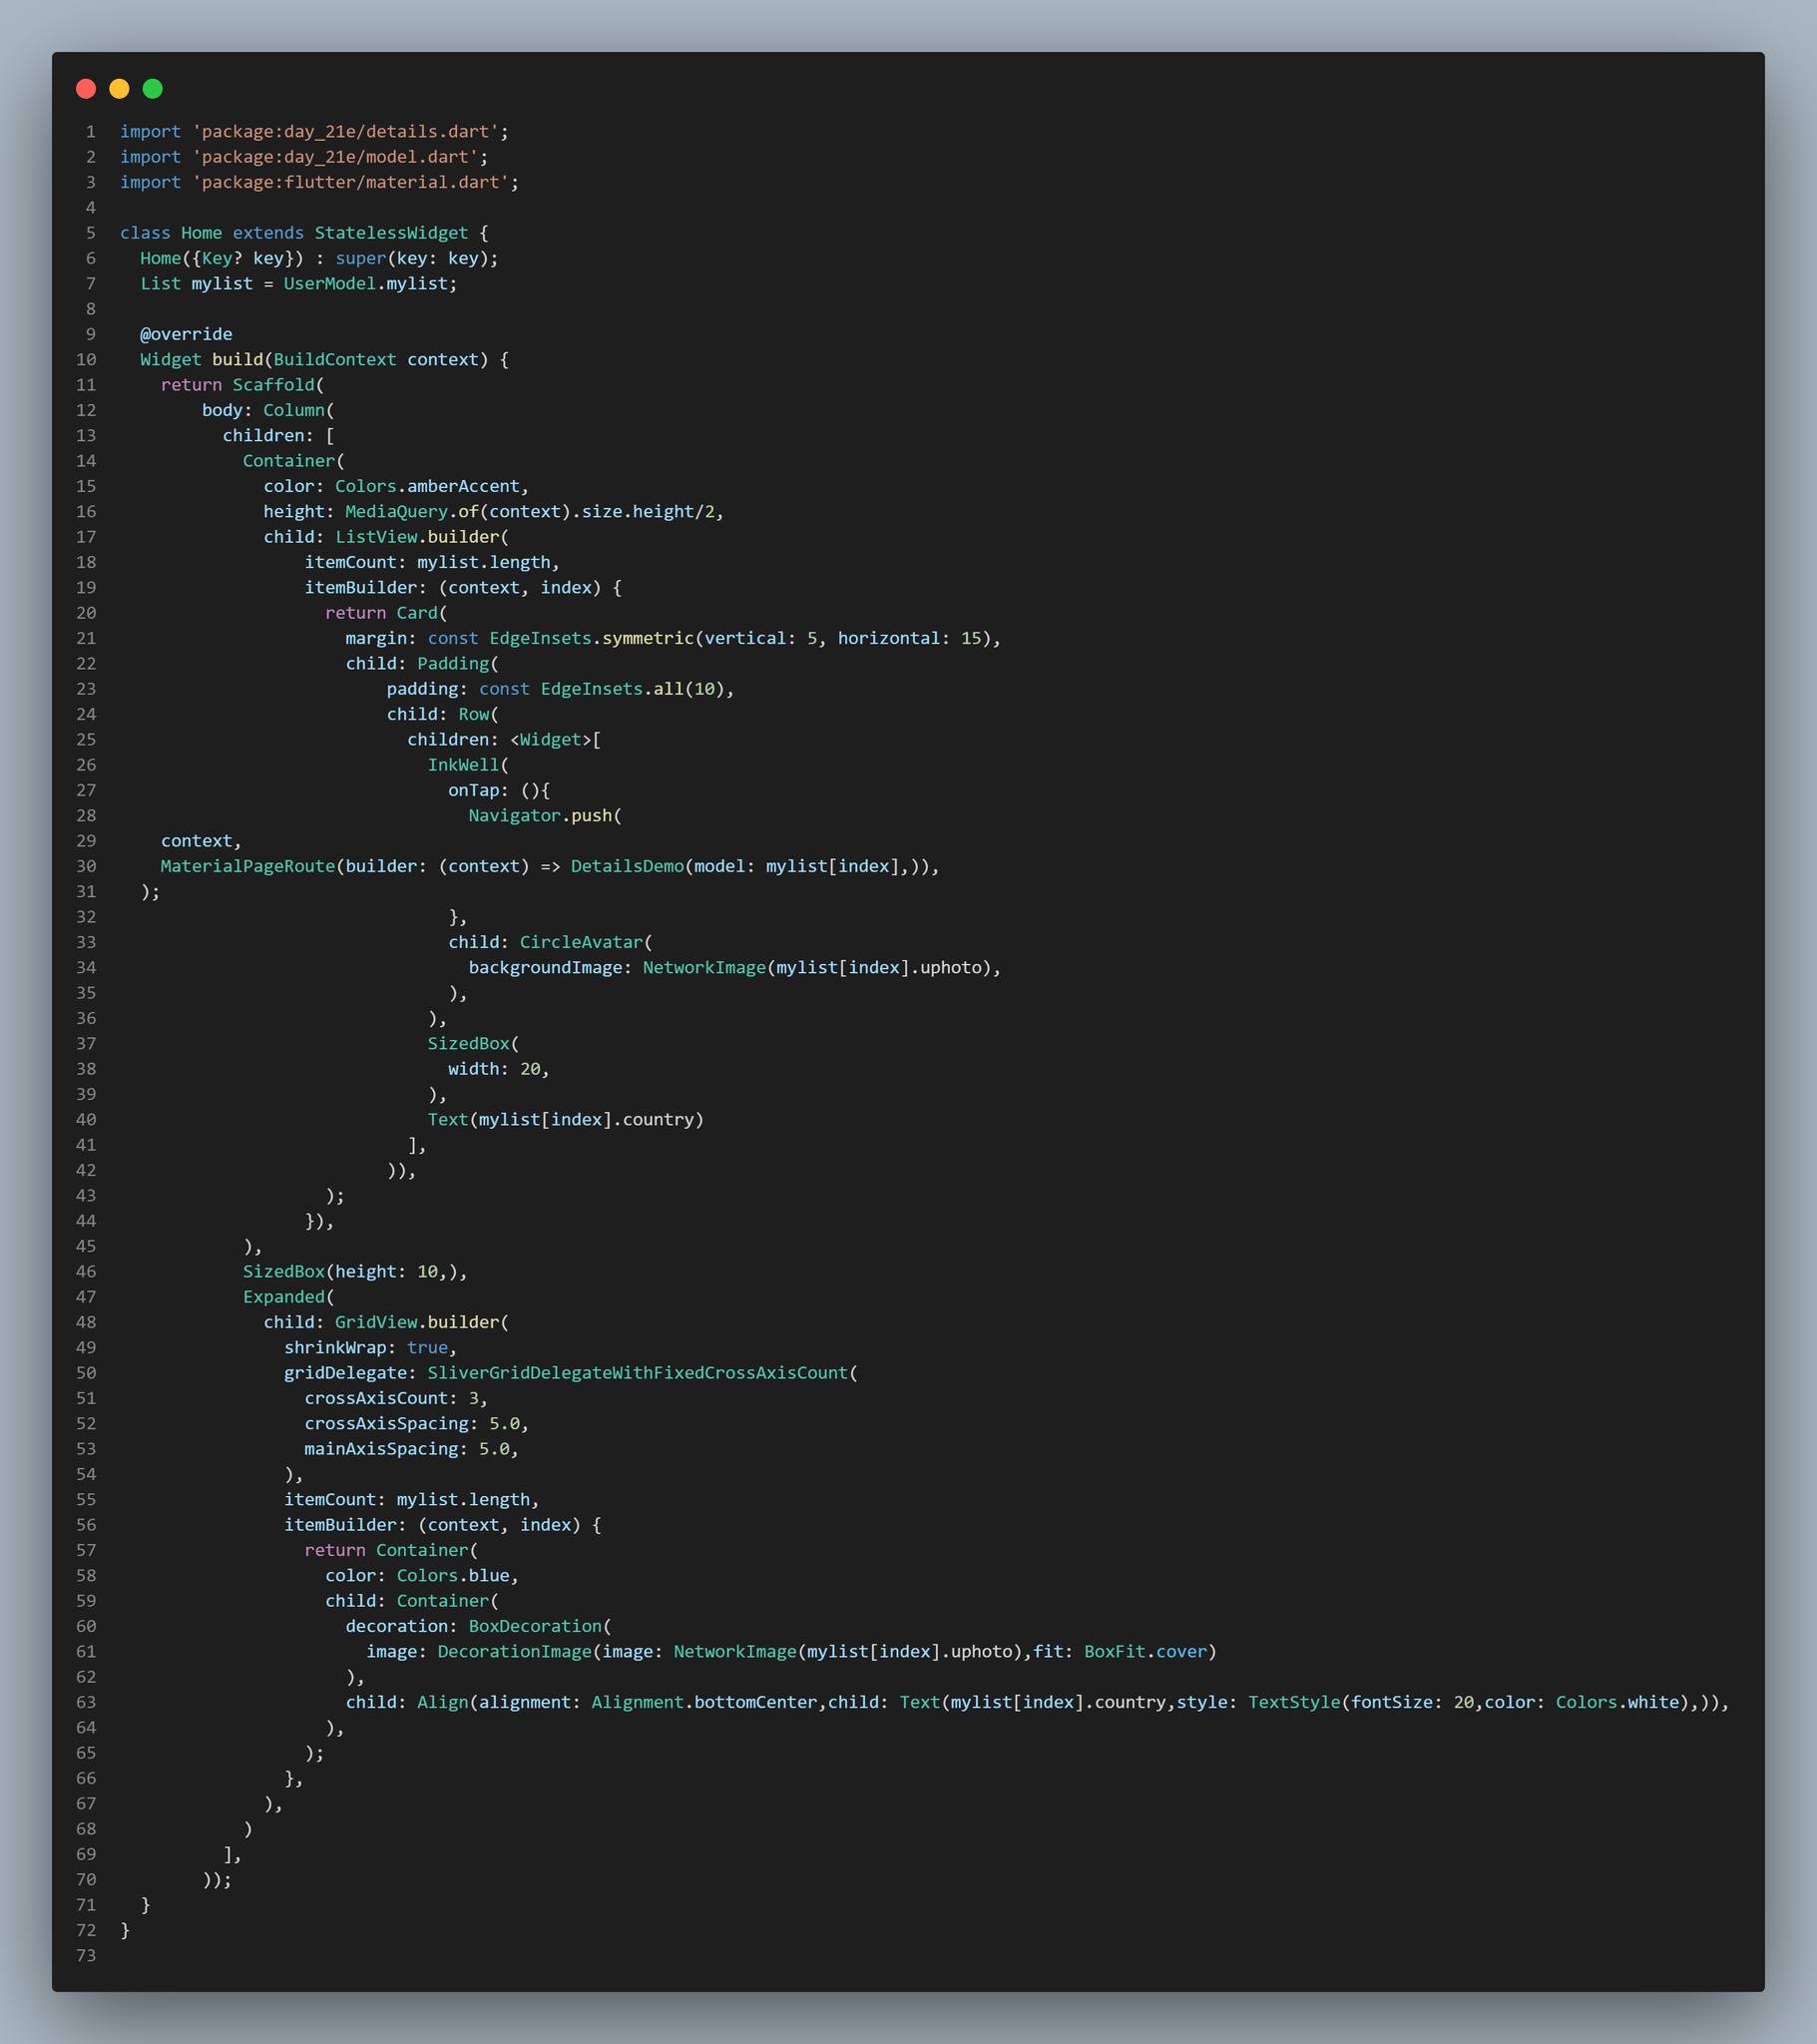 1 import 'package:day_21e/details.dart';
2 import 'package:day_21e/model.dart';
3 import 'package:flutter/material.dart';
4
5 class Home extends StatelessWidget {
6   Home({Key? key}) : super(key: key);
7   List mylist = UserModel.mylist;
8
9   @override
10   Widget build(BuildContext context) {
11     return Scaffold(
12         body: Column(
13           children: [
14             Container(
15               color: Colors.amberAccent,
16               height: MediaQuery.of(context).size.height/2,
17               child: ListView.builder(
18                   itemCount: mylist.length,
19                   itemBuilder: (context, index) {
20                     return Card(
21                       margin: const EdgeInsets.symmetric(vertical: 5, horizontal: 15),
22                       child: Padding(
23                           padding: const EdgeInsets.all(10),
24                           child: Row(
25                             children: <Widget>[
26                               InkWell(
27                                 onTap: (){
28                                   Navigator.push(
29     context,
30     MaterialPageRoute(builder: (context) => DetailsDemo(model: mylist[index],)),
31   );
32                                 },
33                                 child: CircleAvatar(
34                                   backgroundImage: NetworkImage(mylist[index].uphoto),
35                                 ),
36                               ),
37                               SizedBox(
38                                 width: 20,
39                               ),
40                               Text(mylist[index].country)
41                             ],
42                           )),
43                     );
44                   }),
45             ),
46             SizedBox(height: 10,),
47             Expanded(
48               child: GridView.builder(
49                 shrinkWrap: true,
50                 gridDelegate: SliverGridDelegateWithFixedCrossAxisCount(
51                   crossAxisCount: 3,
52                   crossAxisSpacing: 5.0,
53                   mainAxisSpacing: 5.0,
54                 ),
55                 itemCount: mylist.length,
56                 itemBuilder: (context, index) {
57                   return Container(
58                     color: Colors.blue,
59                     child: Container(
60                       decoration: BoxDecoration(
61                         image: DecorationImage(image: NetworkImage(mylist[index].uphoto),fit: BoxFit.cover)
62                       ),
63                       child: Align(alignment: Alignment.bottomCenter,child: Text(mylist[index].country,style: TextStyle(fontSize: 20,color: Colors.white),)),
64                     ),
65                   );
66                 },
67               ),
68             )
69           ],
70         ));
71   }
72 }
73